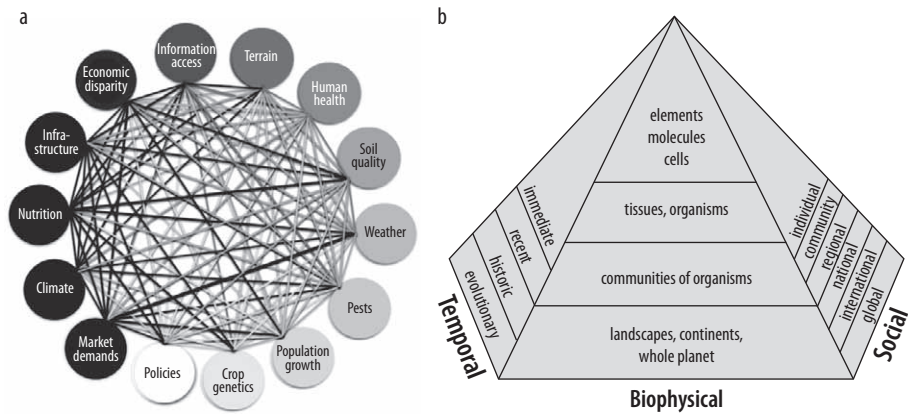 a
Information
access
Terrain
Economic
disparity
Human
health
Infra-
structure
Soil
quality
Nutrition
Weather
Climate
Pests
Market
demands
Population
growth
Policies
Crop
genetics
b
elements
molecules
cells
tissues, organisms
communities of organisms
landscapes, continents,
whole planet
immediate
recent
historic
evolutionary
individual
community
regional
national
international
global
Temporal
Biophysical
Social